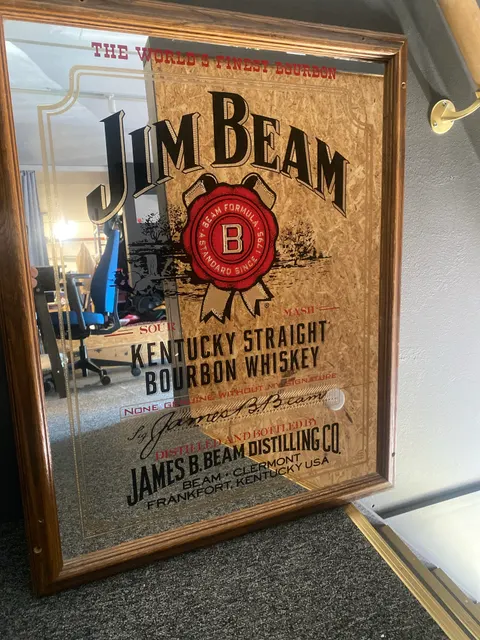 THE WORLD'S FINEST BOURBON
JIM BEAM
BEAM FORMULA
B
A STANDARD SINCE 1795
SOUR MASH
KENTUCKY STRAIGHT
BOURBON WHISKEY
NONE GENUINE WITHOUT MY SIGNATURE
James B. Beam
DISTILLED AND BOTTLED BY
JAMES B. BEAM DISTILLING CO.
BEAM • CLERMONT
FRANKFORT, KENTUCKY USA